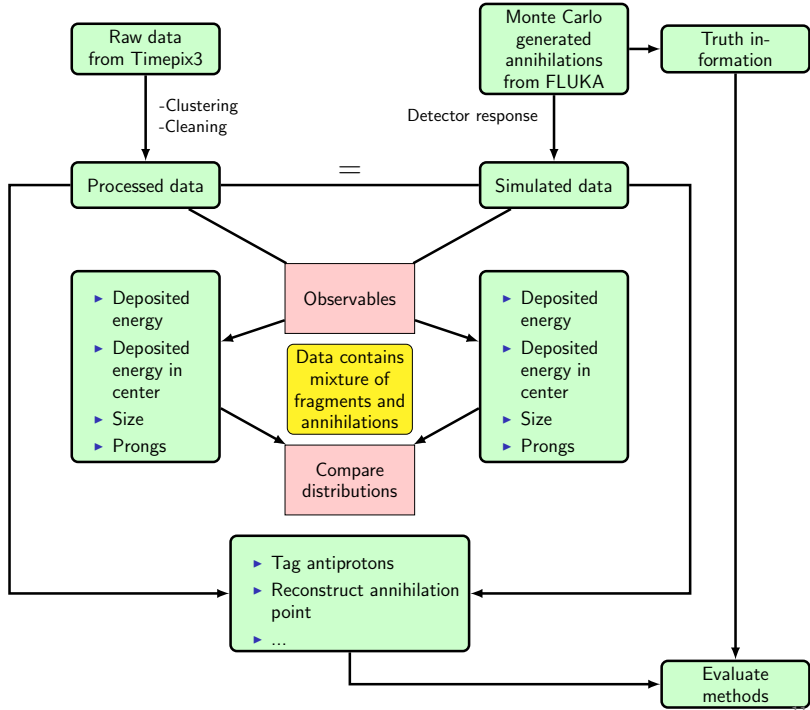 Raw data
from Timepix3
Monte Carlo
generated
annihilations
from FLUKA
Truth in-
formation
-Clustering
-Cleaning
Detector response
Processed data
=
Simulated data
Observables
► Deposited
energy
► Deposited
energy in
center
► Size
► Prongs
Data contains
mixture of
fragments and
annihilations
► Deposited
energy
► Deposited
energy in
center
► Size
► Prongs
Compare
distributions
► Tag antiprotons
► Reconstruct annihilation
point
► ...
Evaluate
methods